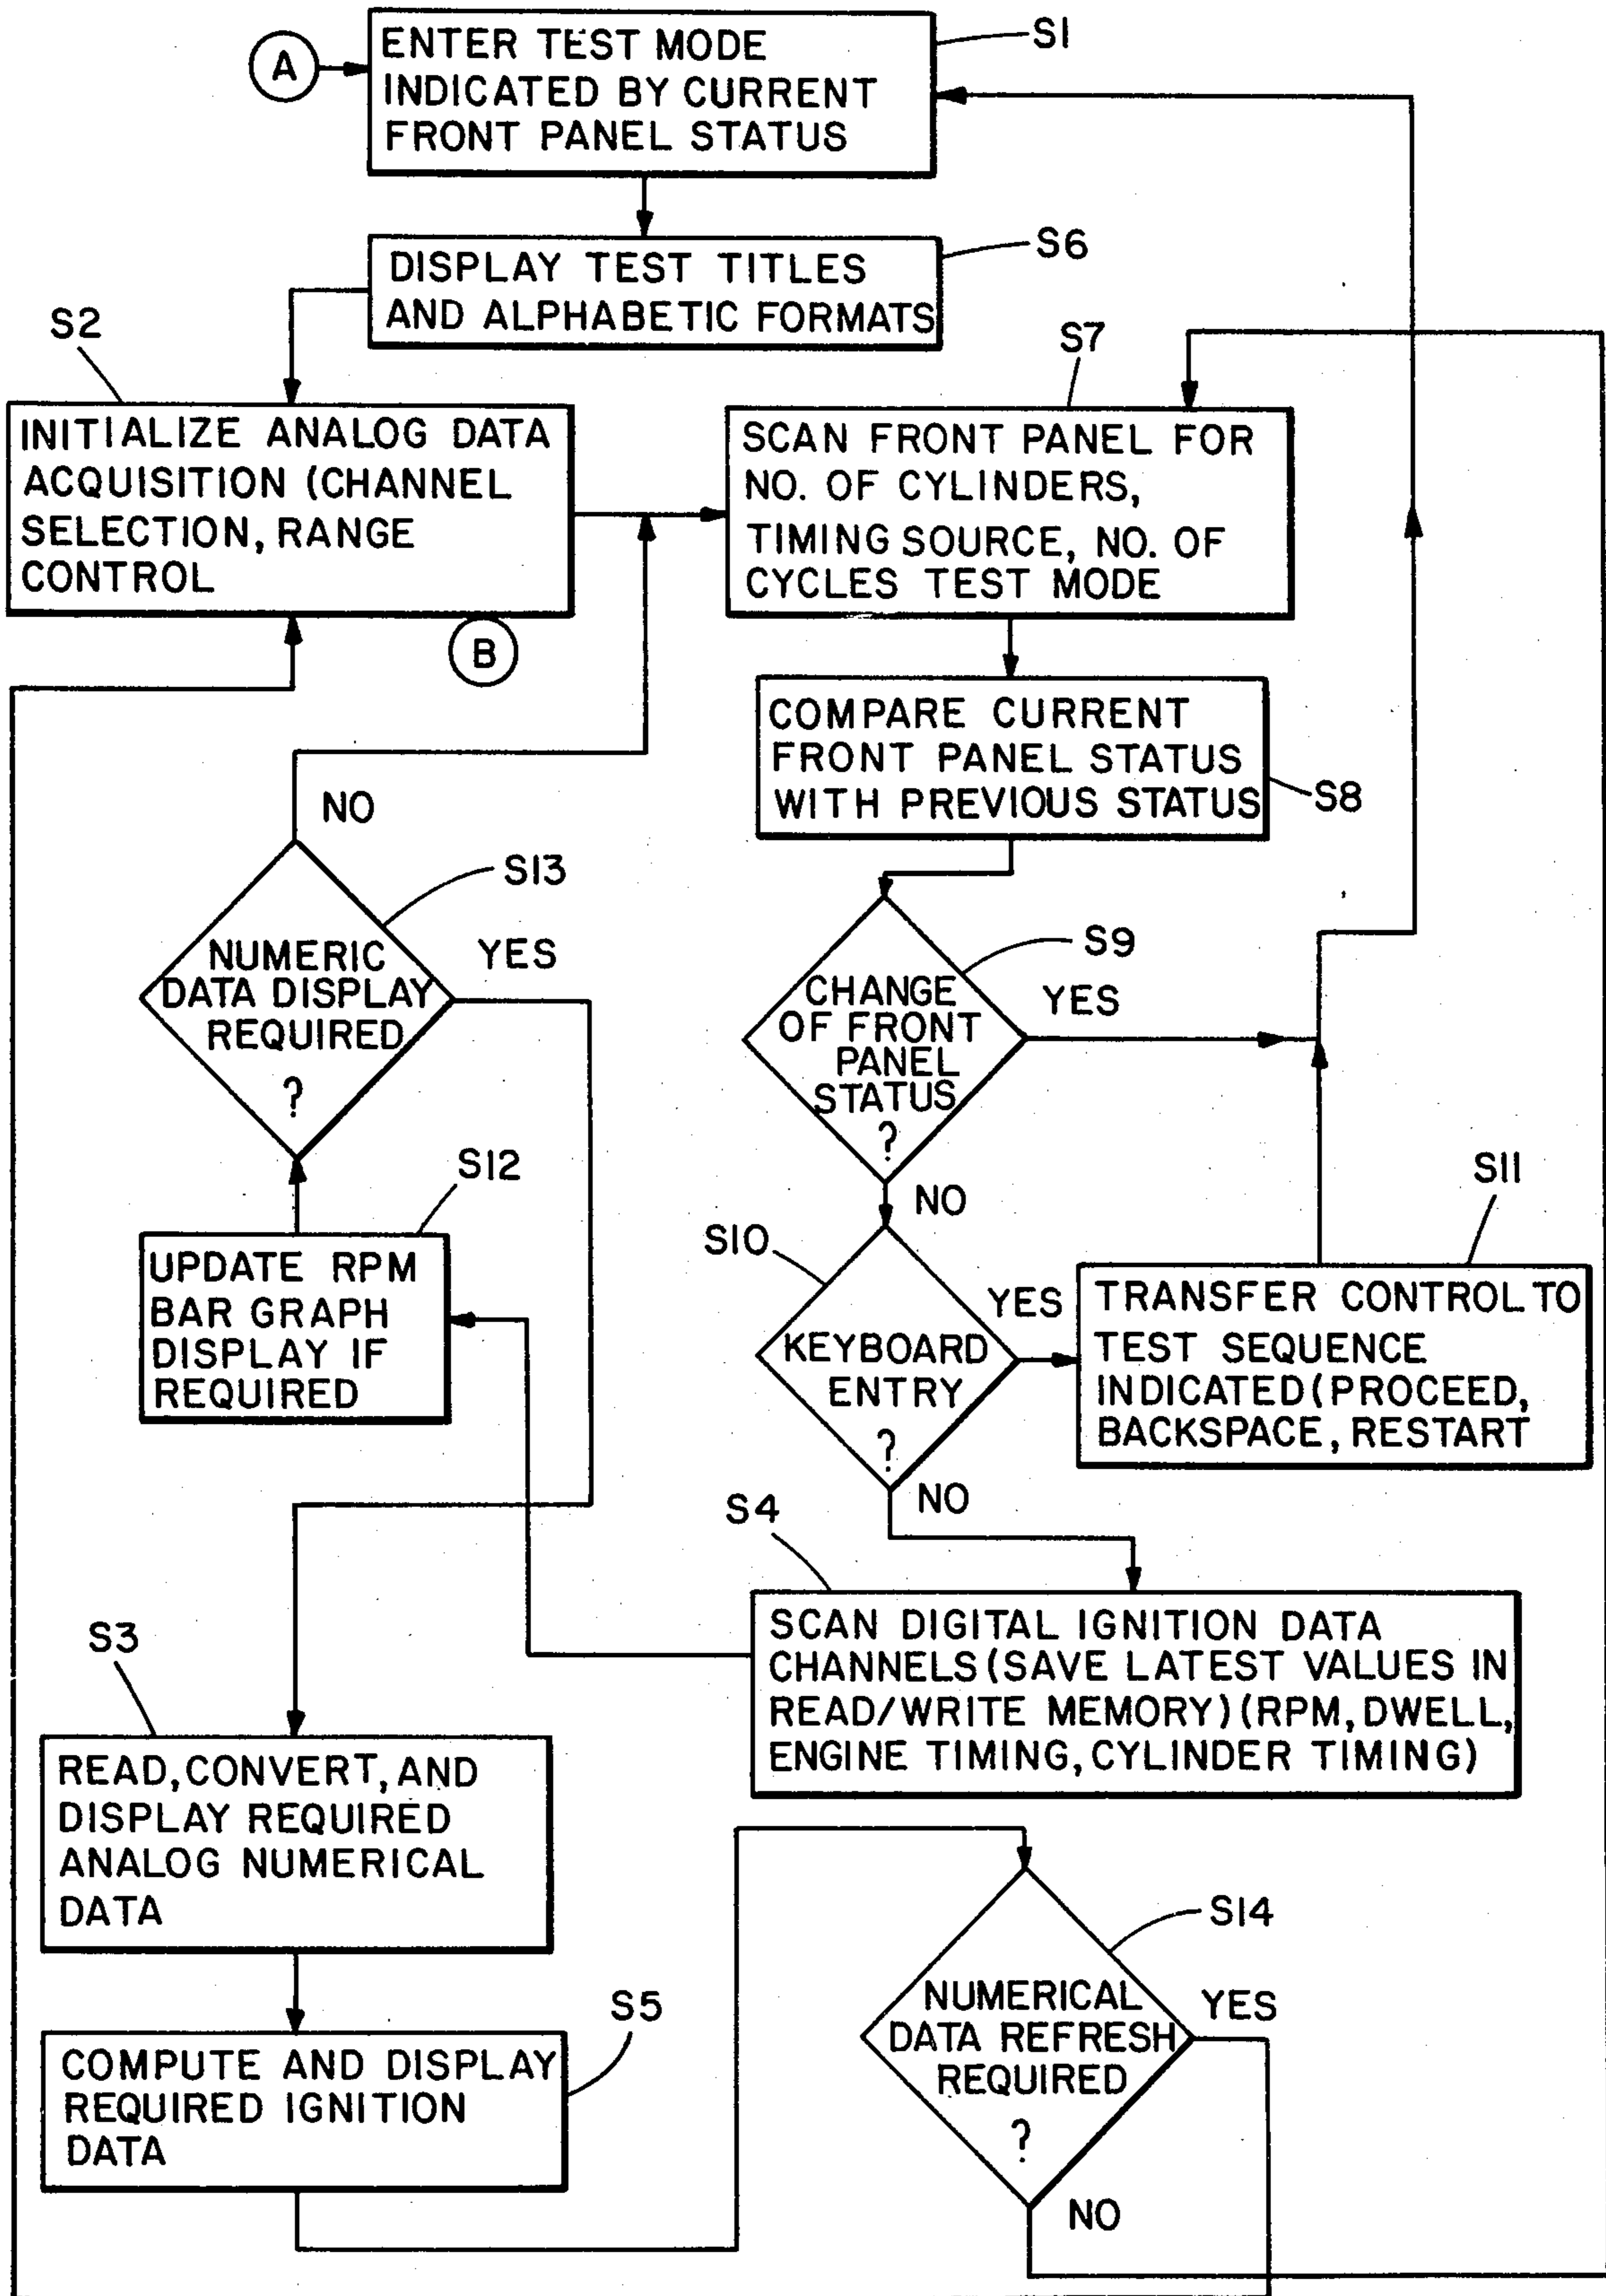 A
ENTER TEST MODE
INDICATED BY CURRENT
FRONT PANEL STATUS
S1
DISPLAY TEST TITLES
AND ALPHABETIC FORMATS
S6
S2
INITIALIZE ANALOG DATA
ACQUISITION (CHANNEL
SELECTION, RANGE
CONTROL
B
S7
SCAN FRONT PANEL FOR
NO. OF CYLINDERS,
TIMING SOURCE, NO. OF
CYCLES TEST MODE
COMPARE CURRENT
FRONT PANEL STATUS
WITH PREVIOUS STATUS
S8
NO
S13
NUMERIC
DATA DISPLAY
REQUIRED
?
YES
S9
CHANGE
OF FRONT
PANEL
STATUS
?
YES
NO
S12
UPDATE RPM
BAR GRAPH
DISPLAY IF
REQUIRED
S10
KEYBOARD
ENTRY
?
YES
NO
S11
TRANSFER CONTROL TO
TEST SEQUENCE
INDICATED (PROCEED,
BACKSPACE, RESTART
S4
SCAN DIGITAL IGNITION DATA
CHANNELS (SAVE LATEST VALUES IN
READ/WRITE MEMORY) (RPM, DWELL,
ENGINE TIMING, CYLINDER TIMING)
S3
READ, CONVERT, AND
DISPLAY REQUIRED
ANALOG NUMERICAL
DATA
S5
COMPUTE AND DISPLAY
REQUIRED IGNITION
DATA
S14
NUMERICAL
DATA REFRESH
REQUIRED
?
YES
NO